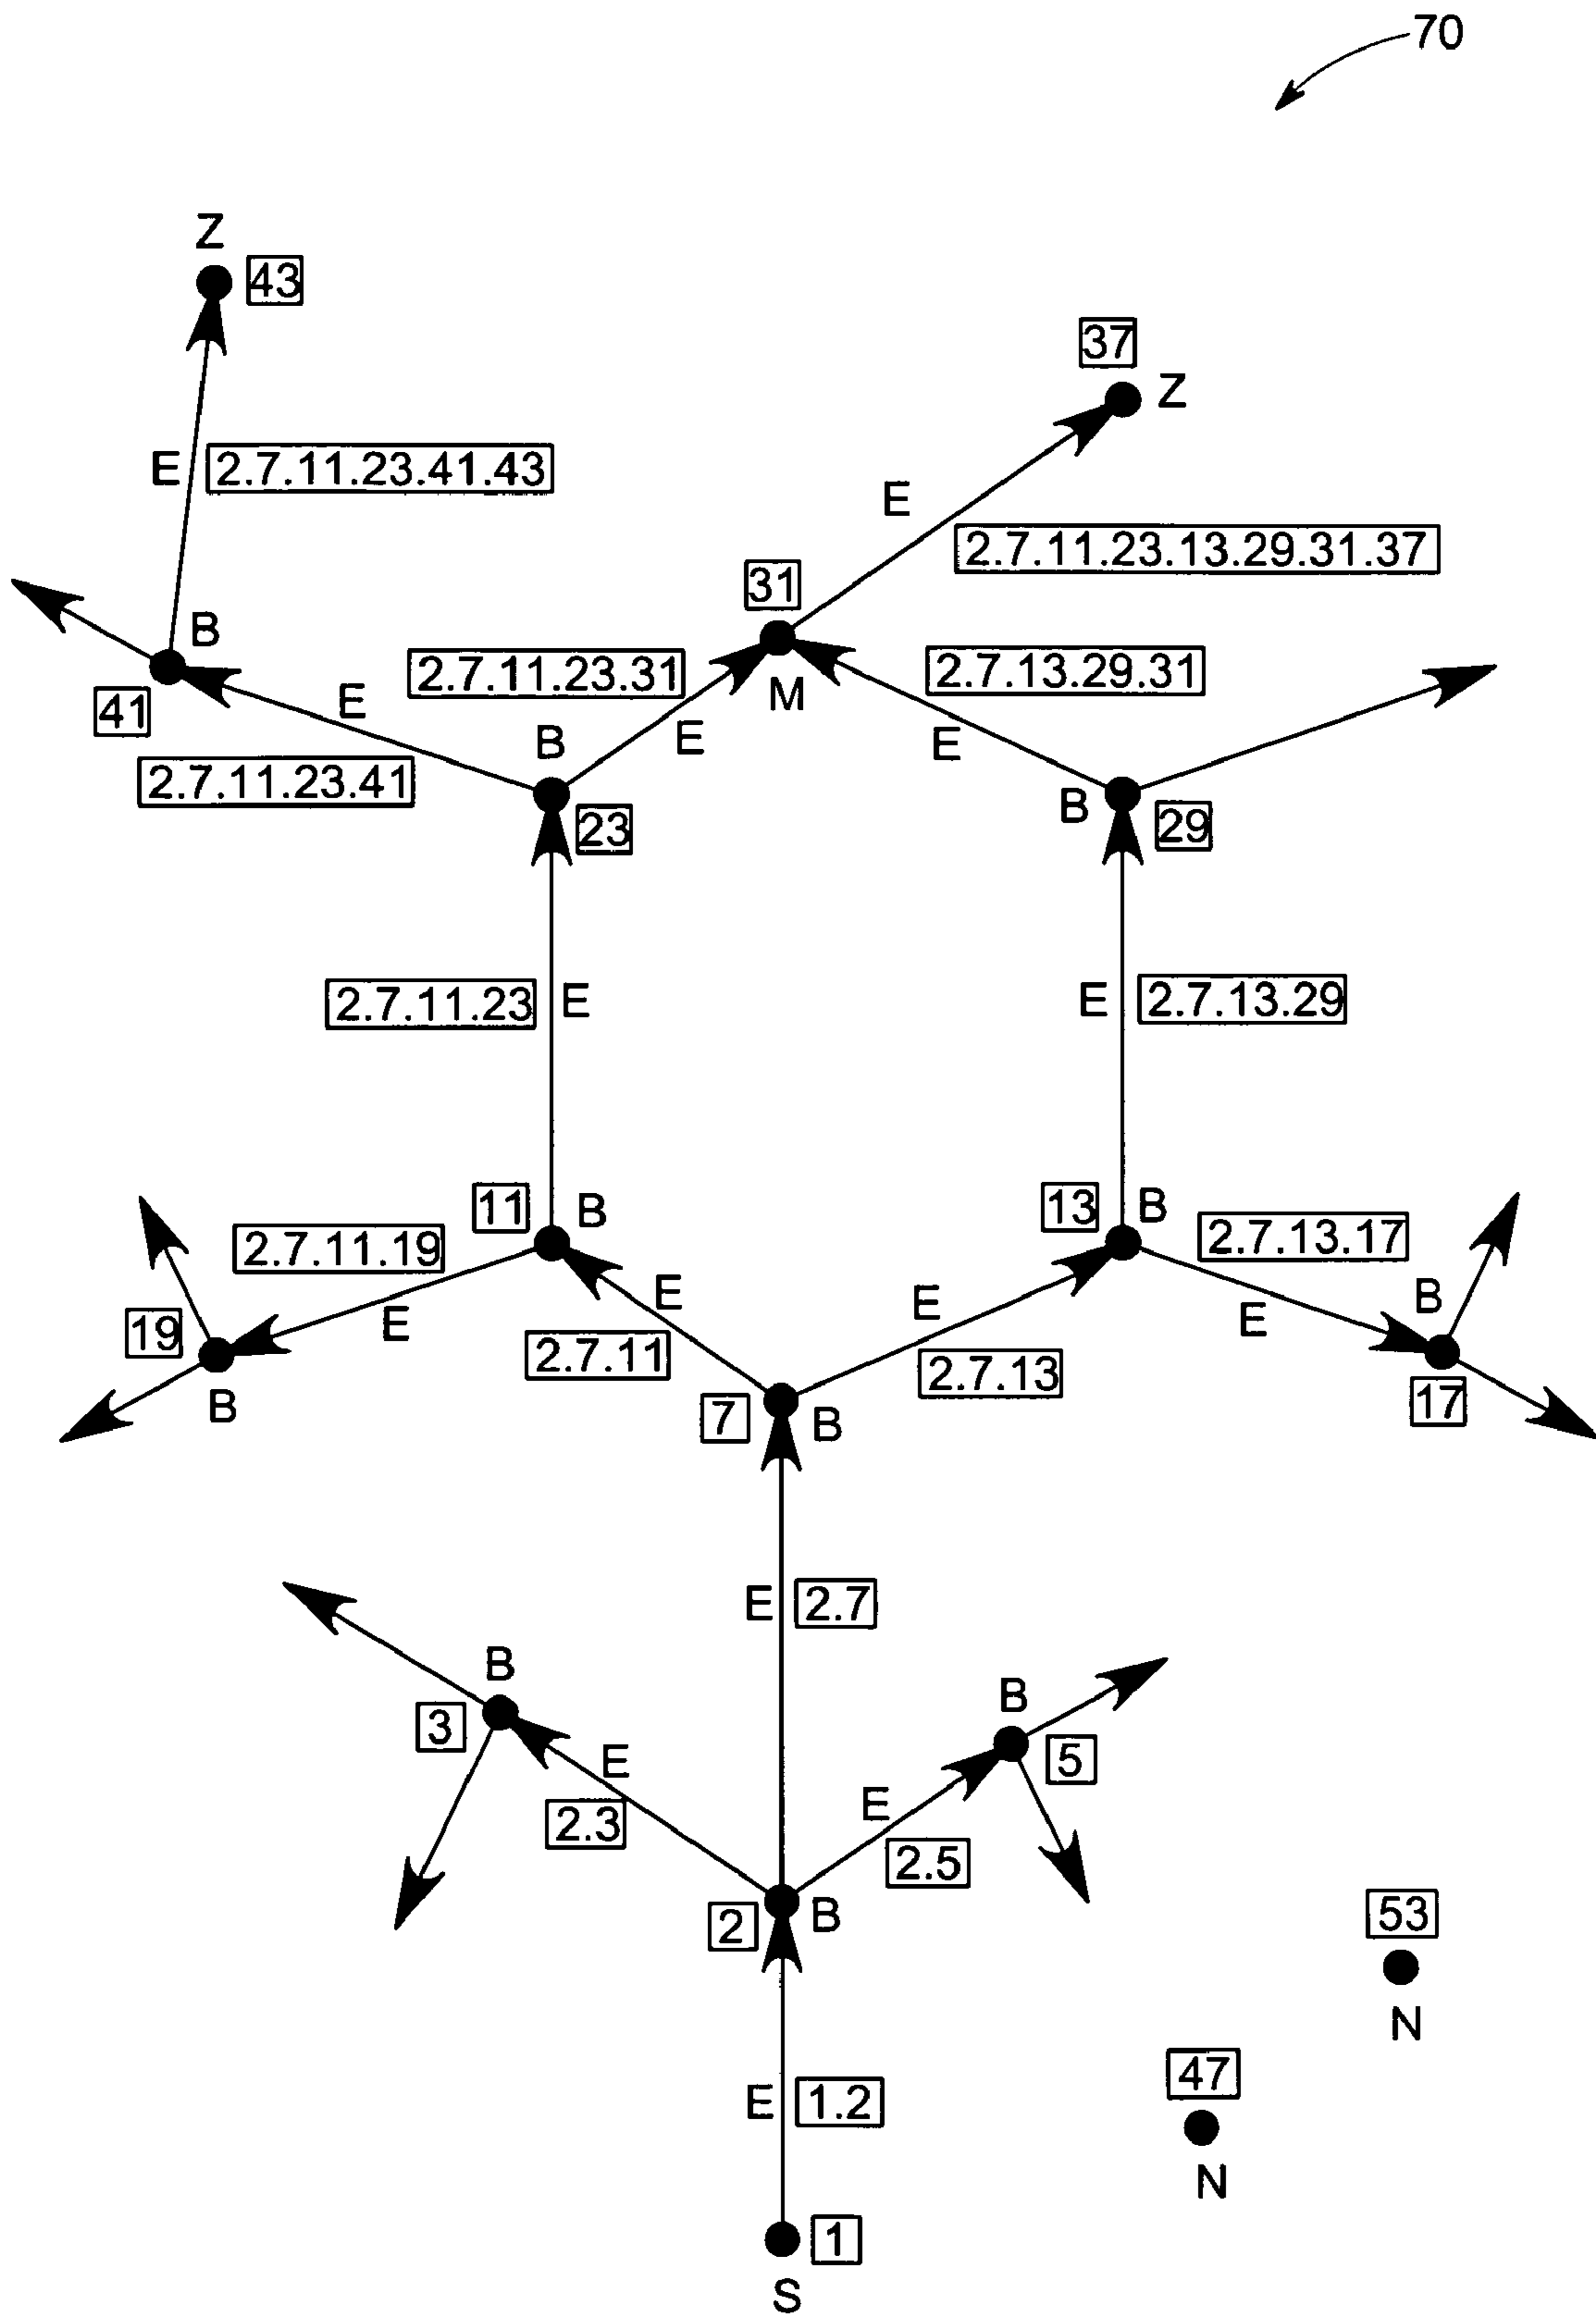 70
Z
43
37
Z
E
2.7.11.23.41.43
E
2.7.11.23.13.29.31.37
31
B
2.7.11.23.31
2.7.13.29.31
M
41
E
B
E
E
2.7.11.23.41
23
B
29
2.7.11.23
E
E
2.7.13.29
11
B
13
B
2.7.11.19
2.7.13.17
19
E
E
E
B
E
2.7.11
2.7.13
B
7
B
17
E
2.7
B
3
B
5
E
E
2.3
2.5
2
B
53
N
47
E
1.2
N
1
S